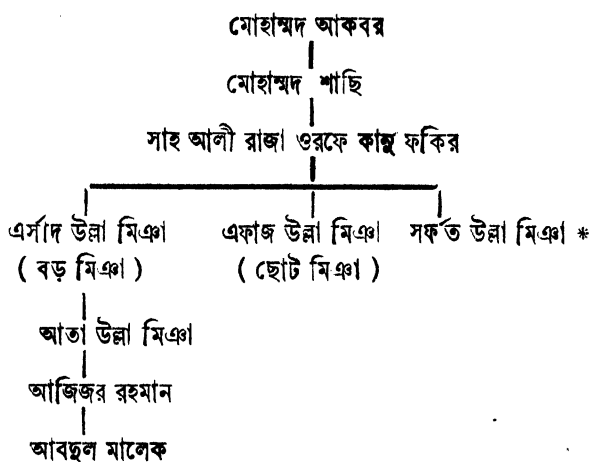 মোহাম্মদ আকবর
মোহাম্মদ শাছি
সাহ আলী রাজা ওরফে কানু ফকির
এর্সাদ উল্লা মিঞা এফাজ উল্লা মিঞা সর্ফত উল্লা মিঞা *
( বড় মিঞা ) ( ছোট মিঞা )
আতা উল্লা মিঞা
আজিজর রহমান
আবদুল মালেক